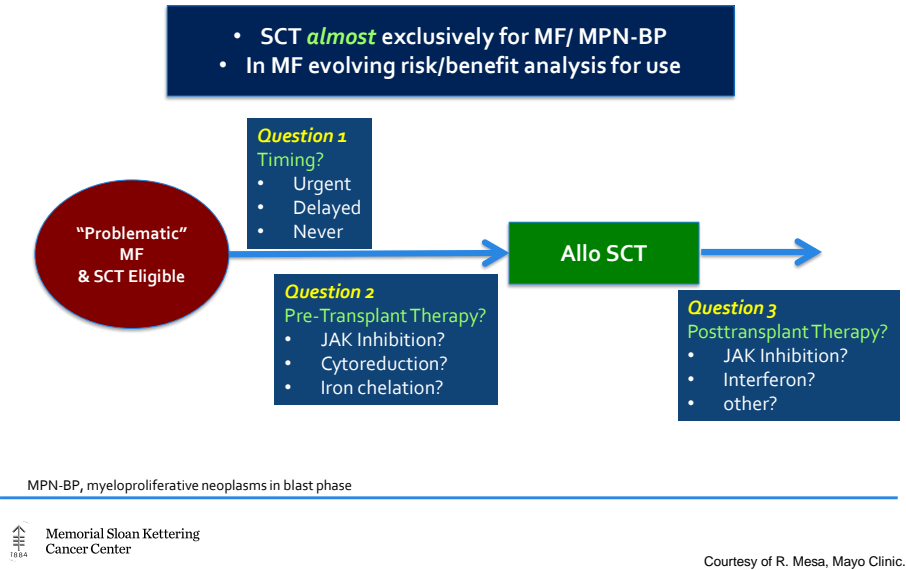 • SCT almost exclusively for MF/ MPN-BP
• In MF evolving risk/benefit analysis for use
Question 1
Timing?
• Urgent
• Delayed
• Never
“Problematic”
MF
& SCT Eligible
Allo SCT
Question 2
Pre-Transplant Therapy?
• JAK Inhibition?
• Cytoreduction?
• Iron chelation?
Question 3
Posttransplant Therapy?
• JAK Inhibition?
• Interferon?
• other?
MPN-BP, myeloproliferative neoplasms in blast phase
1884
Memorial Sloan Kettering
Cancer Center
Courtesy of R. Mesa, Mayo Clinic.